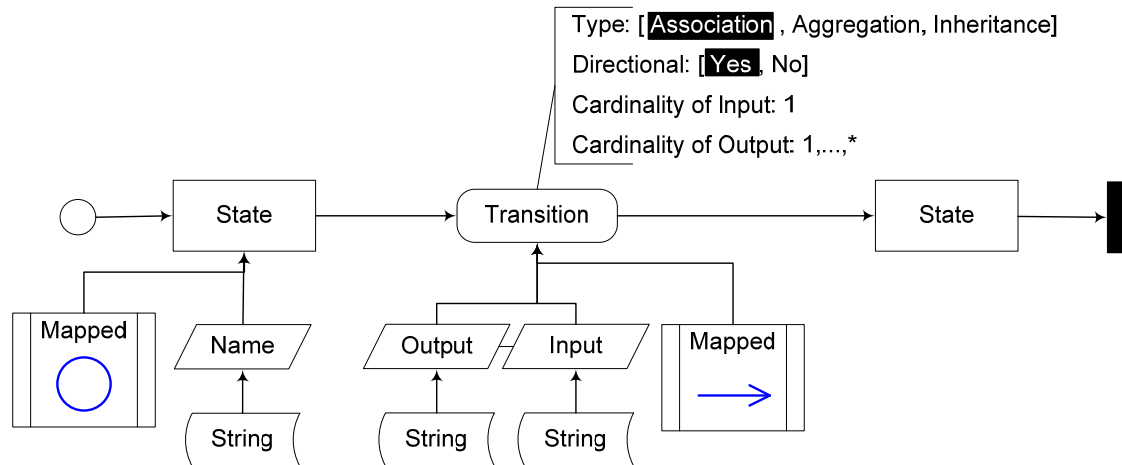 Type: [Association , Aggregation, Inheritance]
Directional: [Yes , No]
Cardinality of Input: 1
Cardinality of Output: 1,...,*
State
Transition
State
Mapped
Name
Output
Input
Mapped
String
String
String